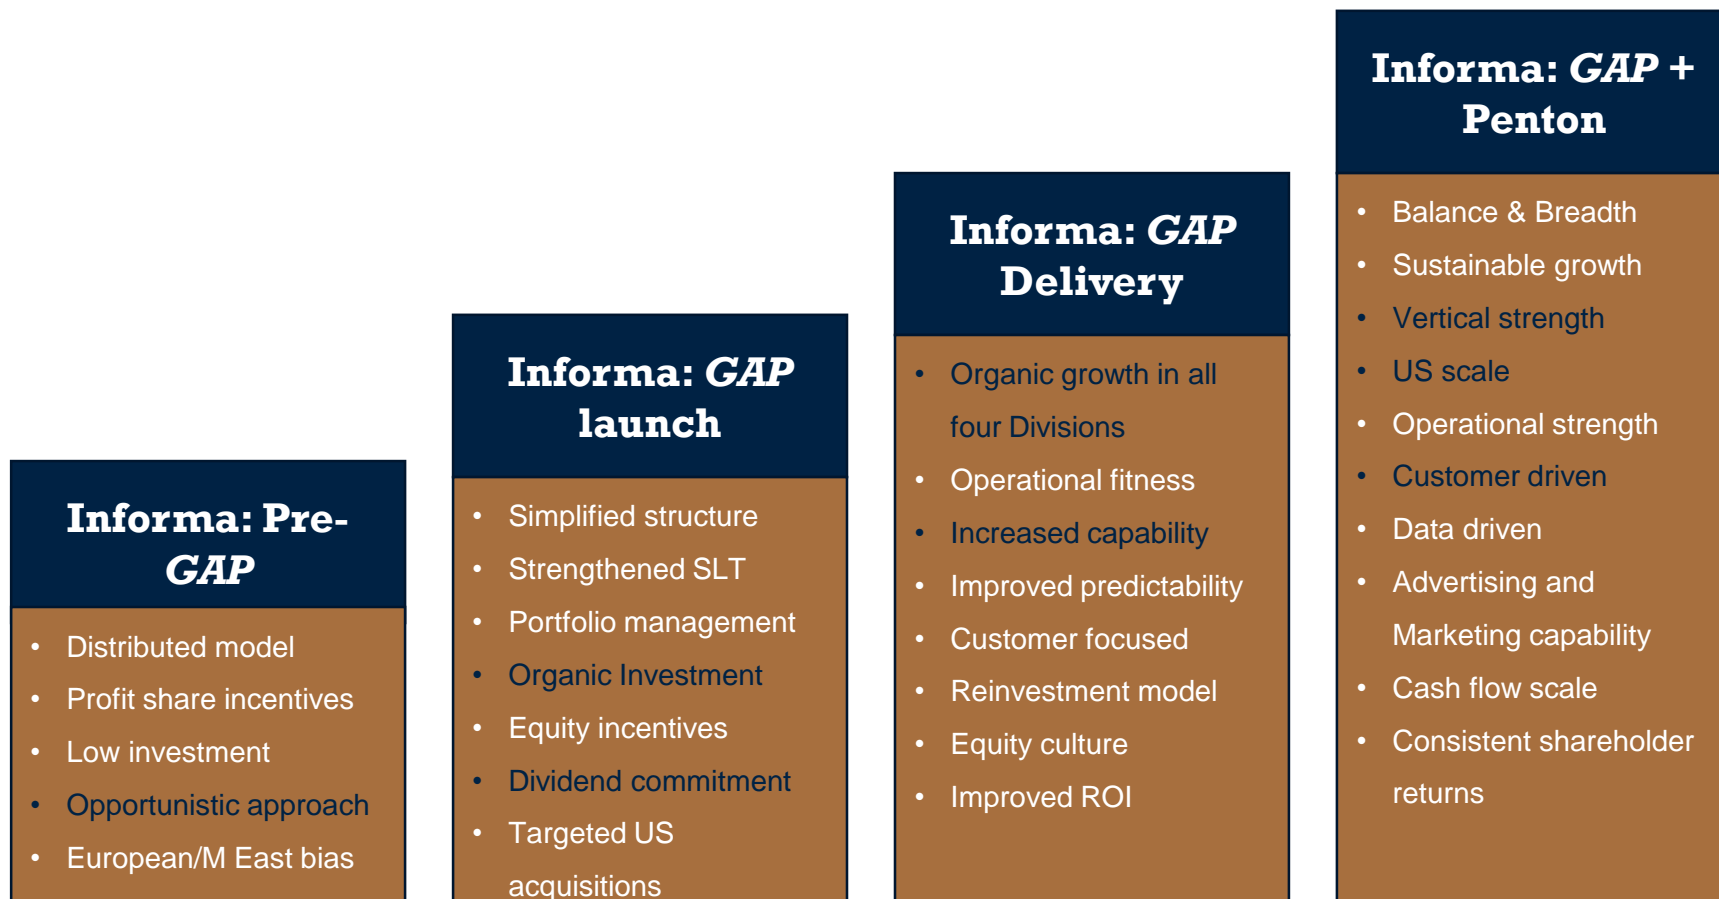 Informa: Pre-
GAP
• Distributed model
• Profit share incentives
• Low investment
• Opportunistic approach
• European/M East bias
Informa: GAP
launch
• Simplified structure
• Strengthened SLT
• Portfolio management
• Organic Investment
• Equity incentives
• Dividend commitment
• Targeted US
acquisitions
Informa: GAP
Delivery
• Organic growth in all
four Divisions
• Operational fitness
• Increased capability
• Improved predictability
• Customer focused
• Reinvestment model
• Equity culture
• Improved ROI
Informa: GAP +
Penton
• Balance & Breadth
• Sustainable growth
• Vertical strength
• US scale
• Operational strength
• Customer driven
• Data driven
• Advertising and
Marketing capability
• Cash flow scale
• Consistent shareholder
returns